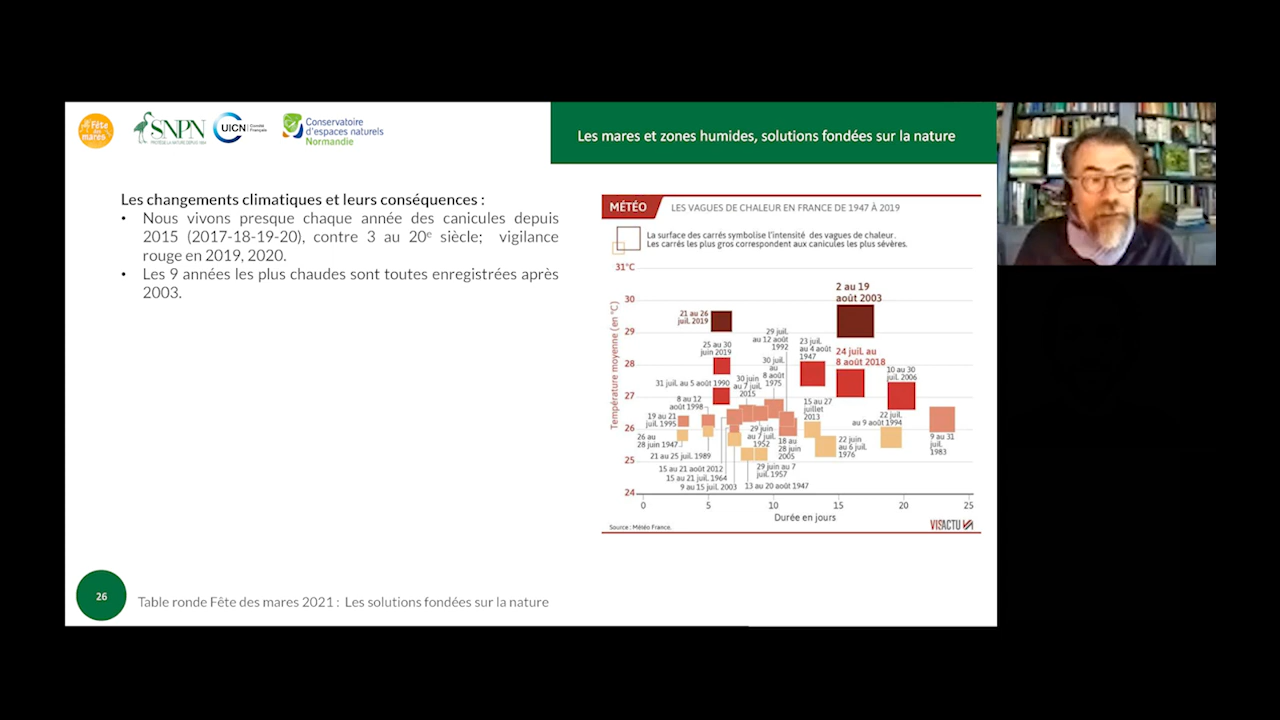 Fête
des
mares
SNPN
UICN
Comité
Français
Conservatoire
d'espaces naturels
Normandie
Les mares et zones humides, solutions fondées sur la nature
Les changements climatiques et leurs conséquences :
• Nous vivons presque chaque année des canicules depuis
2015 (2017-18-19-20), contre 3 au 20e siècle; vigilance
rouge en 2019, 2020.
• Les 9 années les plus chaudes sont toutes enregistrées après
2003.
MÉTÉO
LES VAGUES DE CHALEUR EN FRANCE DE 1947 À 2019
La surface des carrés symbolise l'intensité des vagues de chaleur.
Les carrés les plus gros correspondent aux canicules les plus sévères.
Température moyenne (en °C)
31°C
30
29
28
27
26
25
24
2 au 19
août 2003
21 au 26
juil. 2019
29 juil.
au 12 août
1992
25 au 30
juin 2019
23 juil.
au 4 août
1947
24 juil. au
8 août 2018
30 juil.
au
8 août
1975
10 au 30
juil. 2006
31 juil. au 5 août 1990
30 juin
au 7 juil.
2015
8 au 12
août 1998
15 au 27
juillet
2013
19 au 21
juil. 1995
22 juil.
au 9 août 1994
26 au
28 juin 1947
29 juin
au 7 juil.
1952
18 au
28 juin
2005
22 juin
au 6 juil.
1976
9 au 31
juil.
1983
21 au 25 juil. 1989
15 au 21 août 2012
29 juin au 7
juil. 1957
15 au 21 juil. 1964
9 au 15 juil. 2003
13 au 20 août 1947
0
5
10
15
20
25
Durée en jours
Source : Météo France.
VISACTU
26
Table ronde Fête des mares 2021 : Les solutions fondées sur la nature